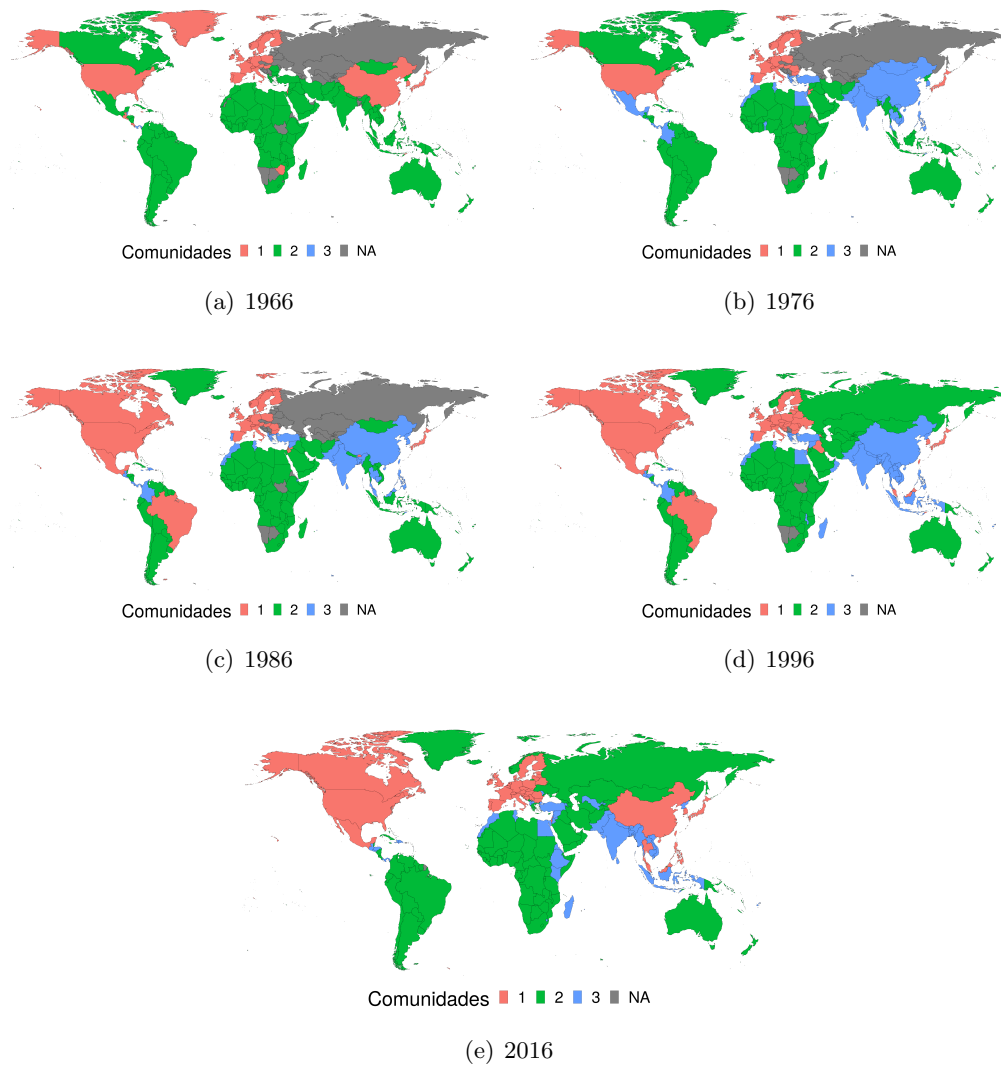 Comunidades 1 2 3 NA
Comunidades 1 2 3 NA
(a) 1966
(b) 1976
Comunidades 1 2 3 NA
Comunidades 1 2 3 NA
(c) 1986
(d) 1996
Comunidades 1 2 3 NA
(e) 2016